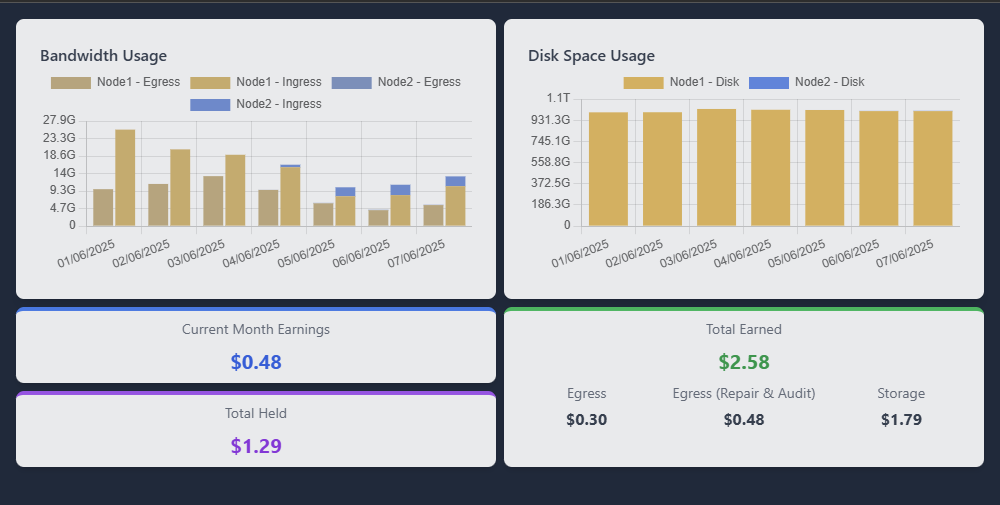 Bandwidth Usage
Node1 - Egress Node1 - Ingress Node2 - Egress
Node2 - Ingress
27.9G
23.3G
18.6G
14G
9.3G
4.7G
0
01/06/2025 02/06/2025 03/06/2025 04/06/2025 05/06/2025 06/06/2025 07/06/2025
Disk Space Usage
Node1 - Disk Node2 - Disk
1.1T
931.3G
745.1G
558.8G
372.5G
186.3G
0
01/06/2025 02/06/2025 03/06/2025 04/06/2025 05/06/2025 06/06/2025 07/06/2025
Current Month Earnings
$0.48
Total Held
$1.29
Total Earned
$2.58
Egress Egress (Repair & Audit) Storage
$0.30 $0.48 $1.79